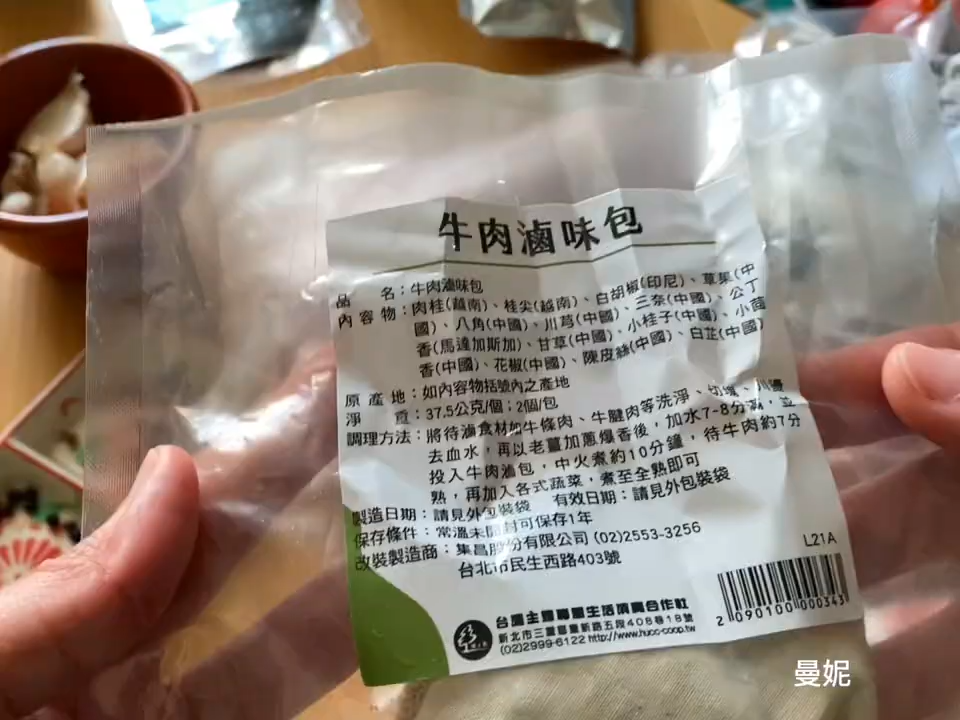 牛肉滷味包
品 名：牛肉滷味包
內 容 物：肉桂(越南)、桂尖(越南)、白胡椒(印尼)、草果(中
國)、八角(中國)、川芎(中國)、三奈(中國)、公丁
香(馬達加斯加)、甘草(中國)、小桂子(中國)、小茴
香(中國)、花椒(中國)、陳皮絲(中國)、白芷(中國)
原 產 地：如內容物括號內之產地
淨 重：37.5公克/個；2個/包
調理方法：將待滷食材如牛條肉、牛腱肉等洗淨、切塊、川燙
去血水，再以老薑加蔥爆香後，加水7-8分滿，並
投入牛肉滷包，中火煮約10分鐘，待牛肉約7分
熟，再加入各式蔬菜，煮至全熟即可
製造日期：請見外包裝袋 有效日期：請見外包裝袋
保存條件：常溫未開封可保存1年
改裝製造商：集昌股份有限公司 (02)2553-3256
台北市民生西路403號
L21A
台灣主婦聯盟生活消費合作社
新北市三重區重新路五段408巷18號
(02)2999-6122 http://www.hucc-coop.tw
2 090100 000343
曼妮